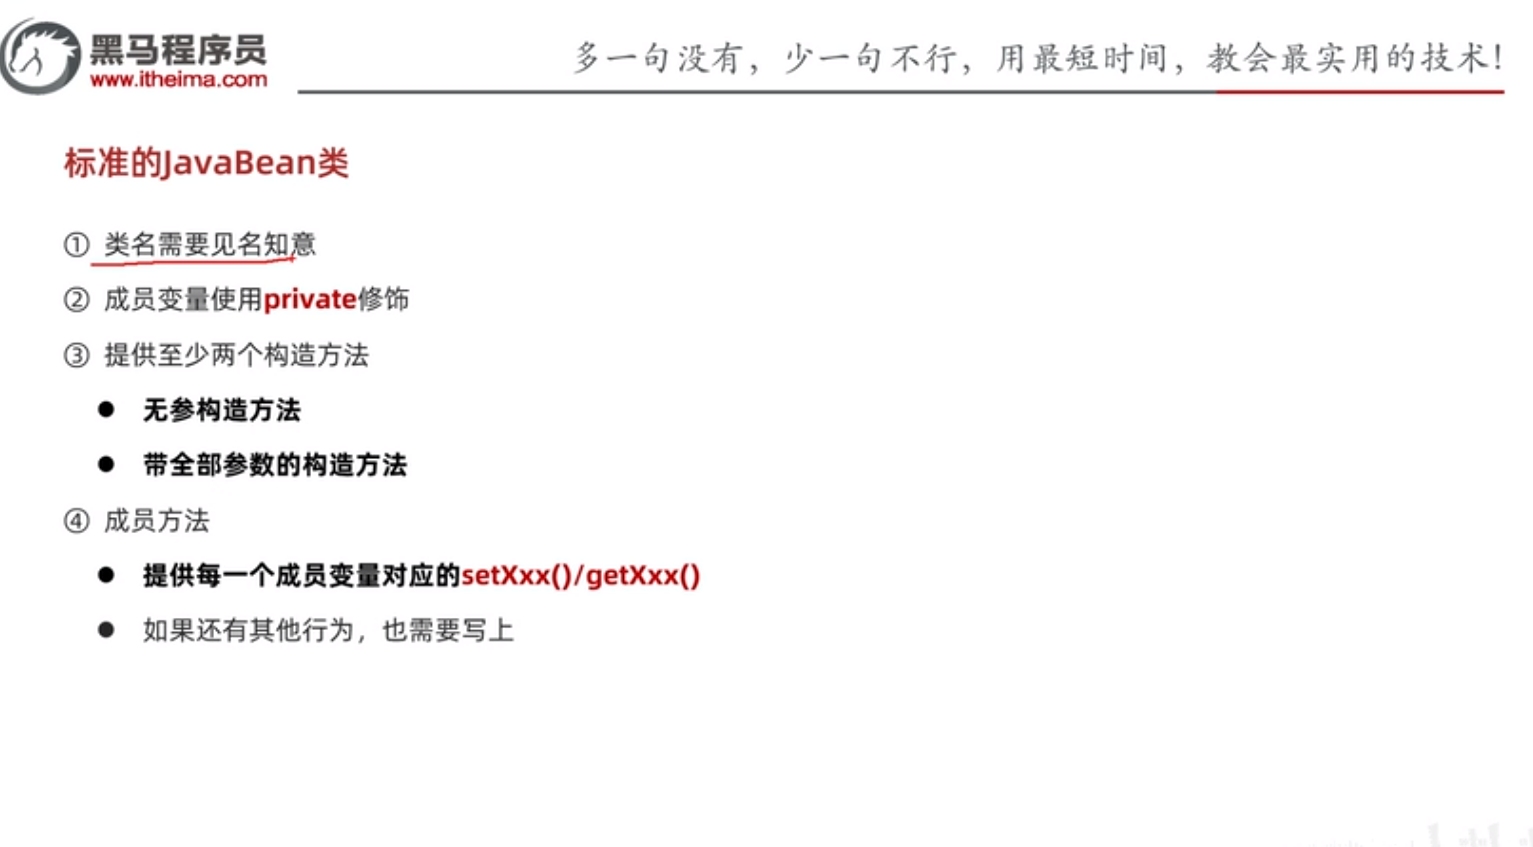 黑马程序员
www.itheima.com
多一句没有，少一句不行，用最短时间，教会最实用的技术！
标准的JavaBean类
① 类名需要见名知意
② 成员变量使用private修饰
③ 提供至少两个构造方法
● 无参构造方法
● 带全部参数的构造方法
④ 成员方法
● 提供每一个成员变量对应的setXxx()/getXxx()
● 如果还有其他行为，也需要写上